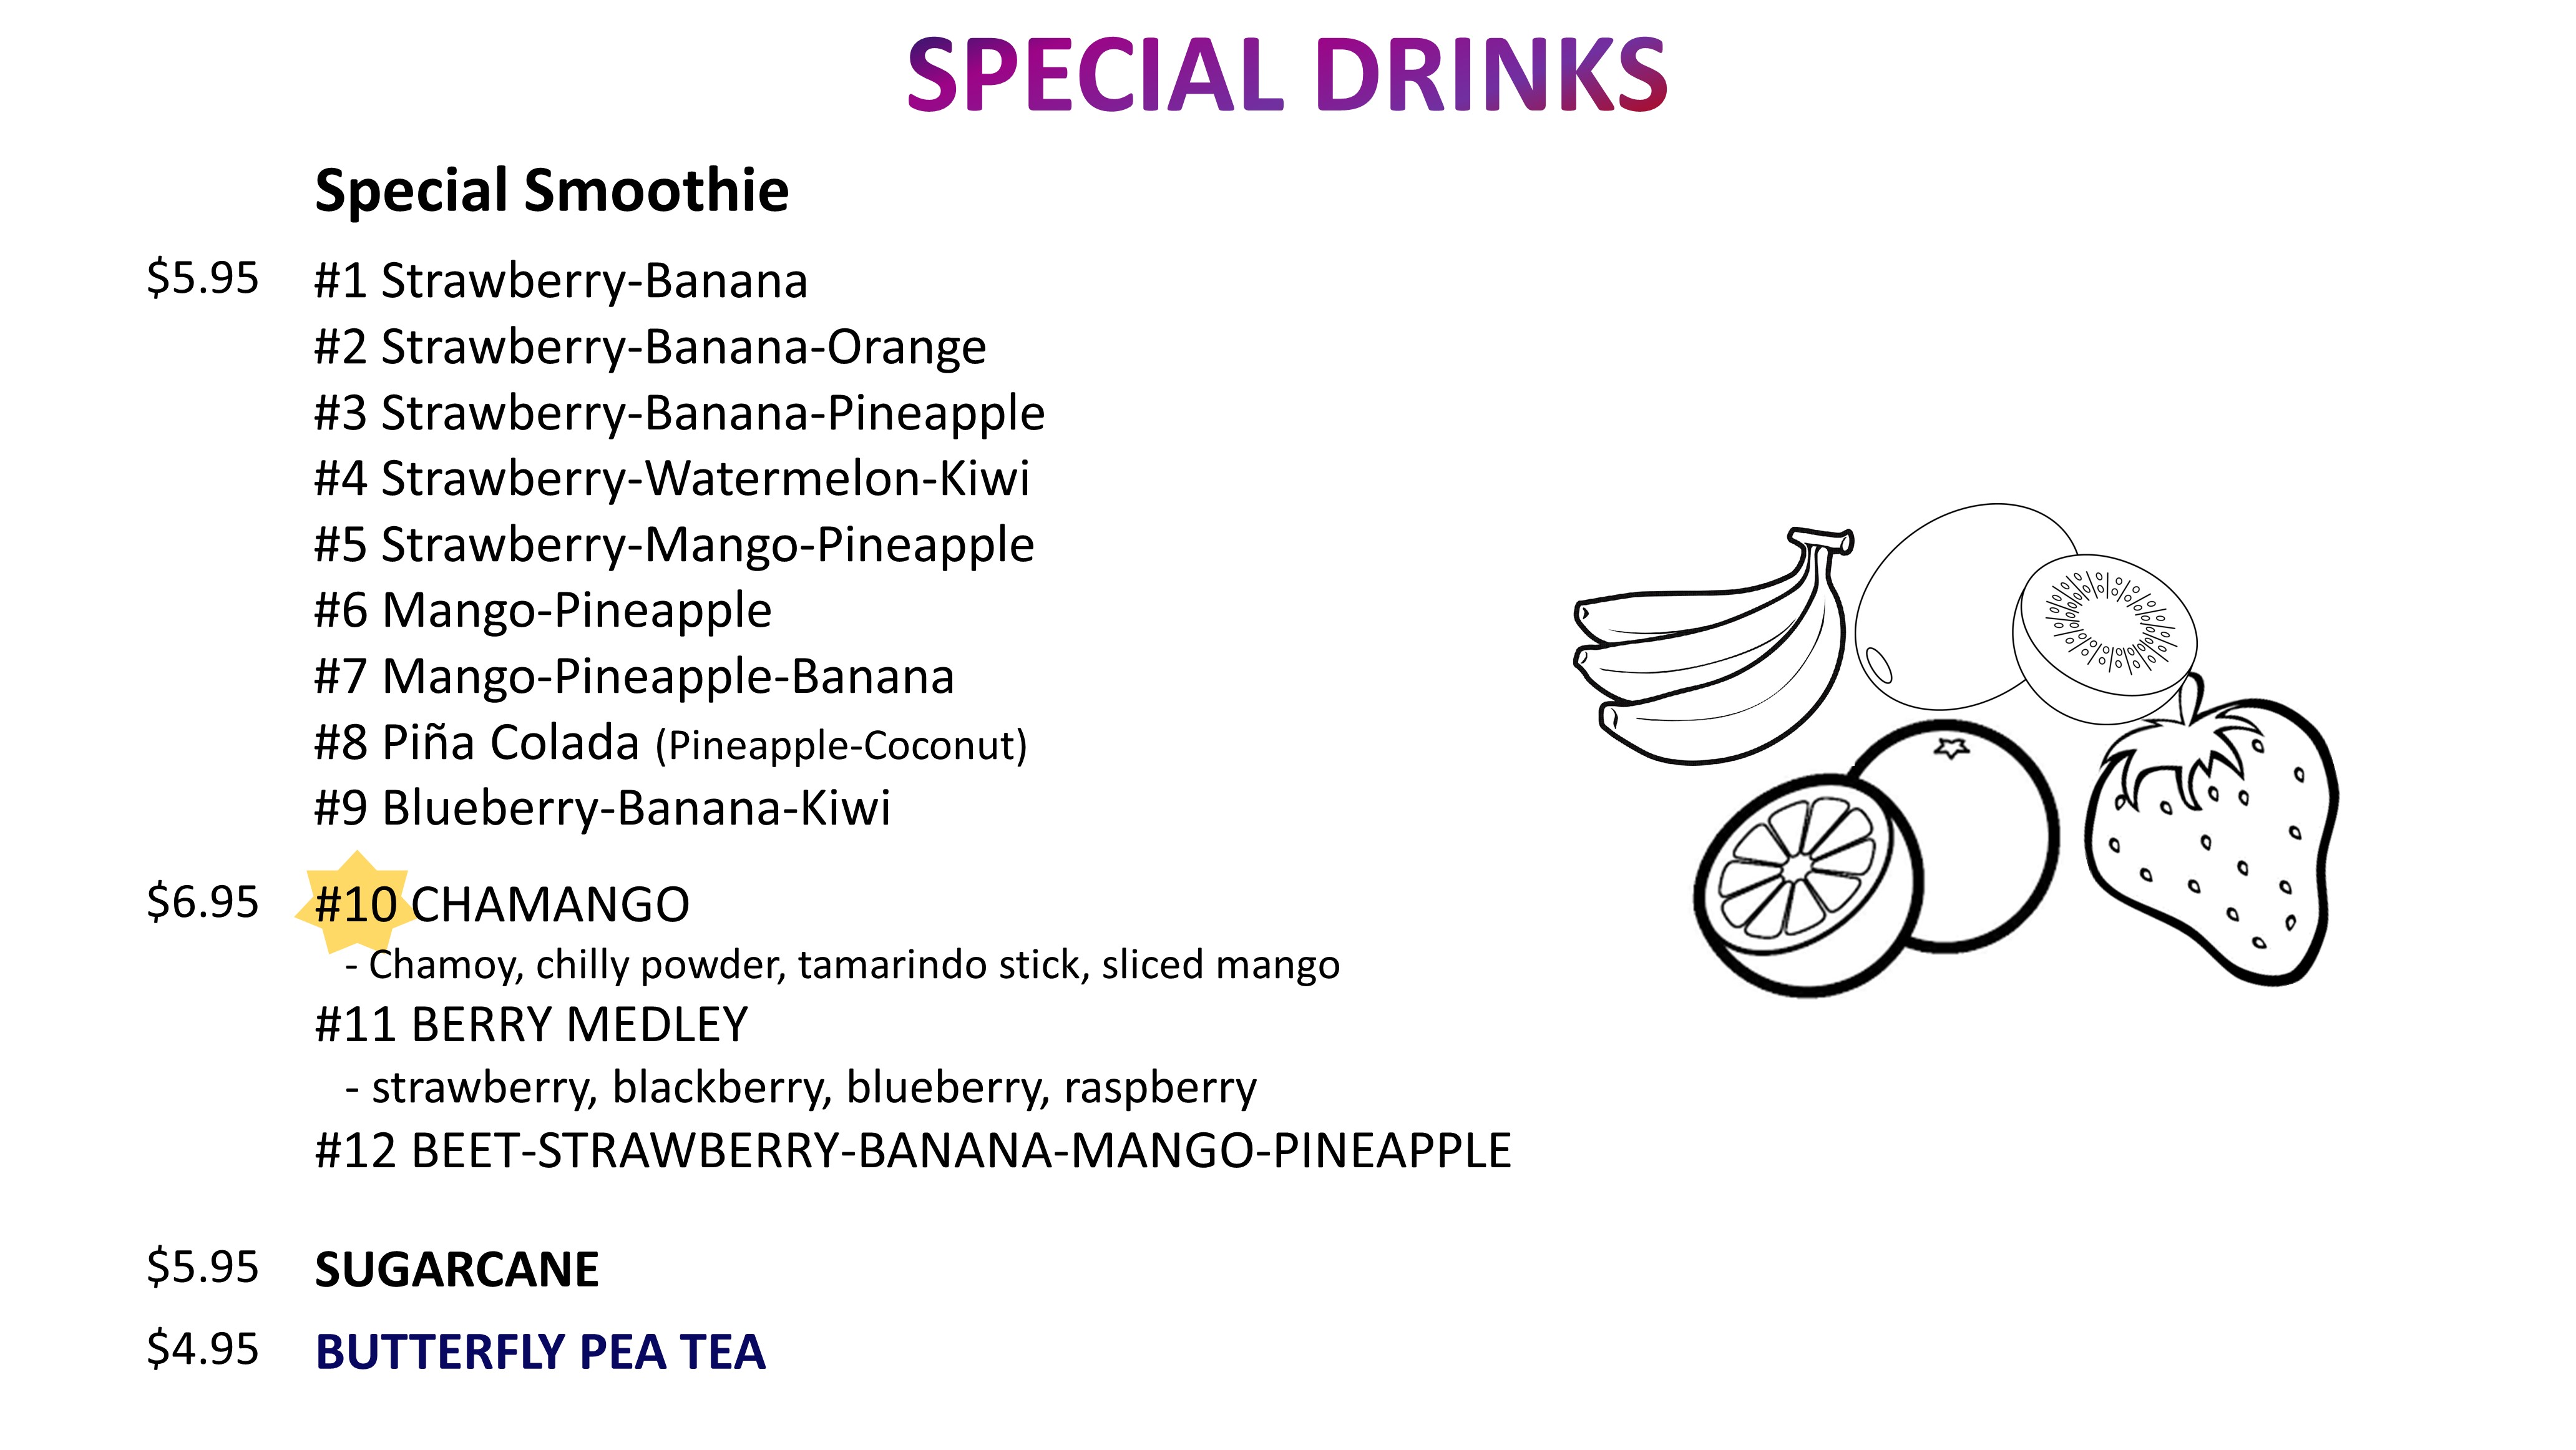 SPECIAL DRINKS
Special Smoothie
$5.95 #1 Strawberry-Banana
#2 Strawberry-Banana-Orange
#3 Strawberry-Banana-Pineapple
#4 Strawberry-Watermelon-Kiwi
#5 Strawberry-Mango-Pineapple
#6 Mango-Pineapple
#7 Mango-Pineapple-Banana
#8 Piña Colada (Pineapple-Coconut)
#9 Blueberry-Banana-Kiwi
$6.95 #10 CHAMANGO
- Chamoy, chilly powder, tamarindo stick, sliced mango
#11 BERRY MEDLEY
- strawberry, blackberry, blueberry, raspberry
#12 BEET-STRAWBERRY-BANANA-MANGO-PINEAPPLE
$5.95 SUGARCANE
$4.95 BUTTERFLY PEA TEA